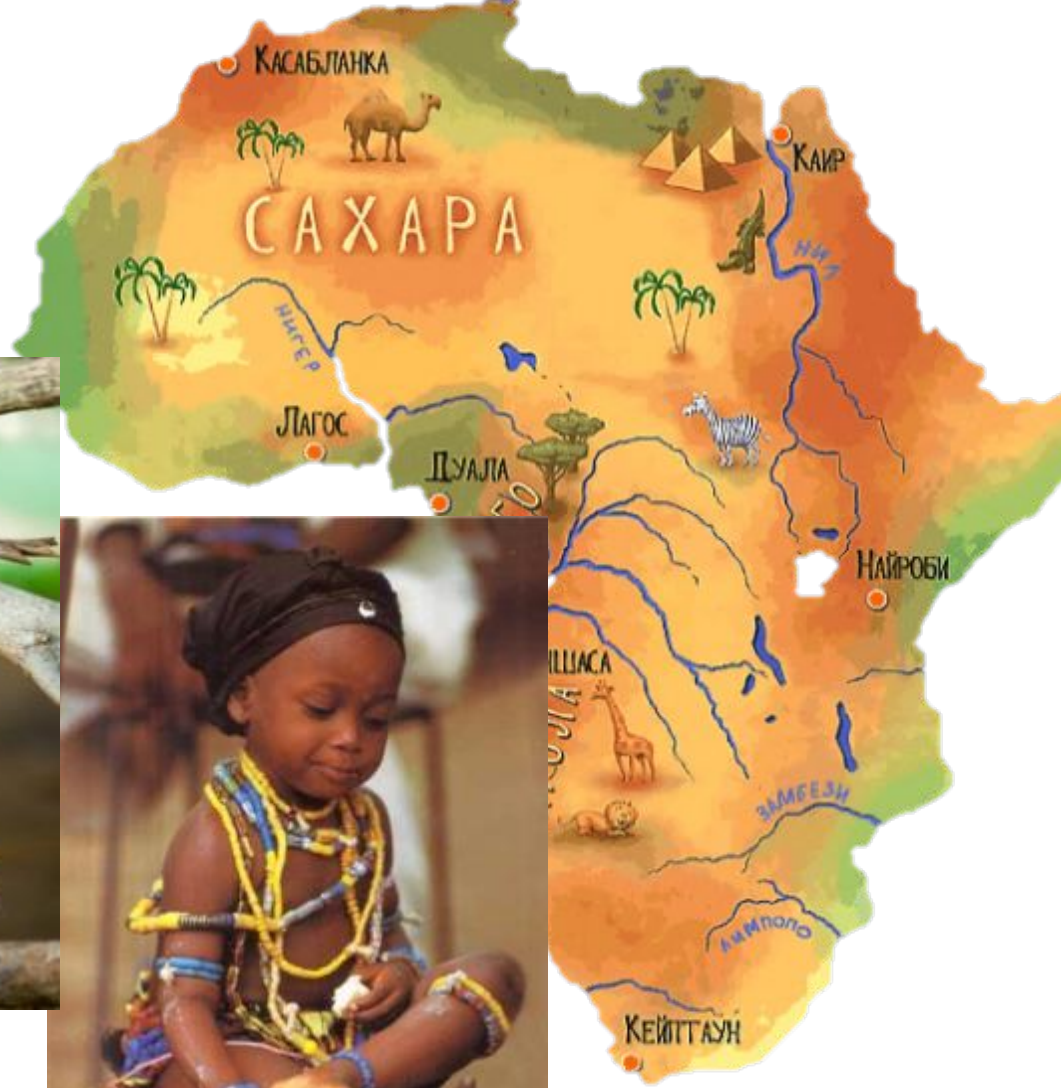 КАСАБЛАНКА
КАИР
САХАРА
НИЛ
НИГЕР
ЛАГОС
ДУАЛА
НАЙРОБИ
ЗАМБЕЗИ
ЛИМПОПО
КЕЙПТАУН